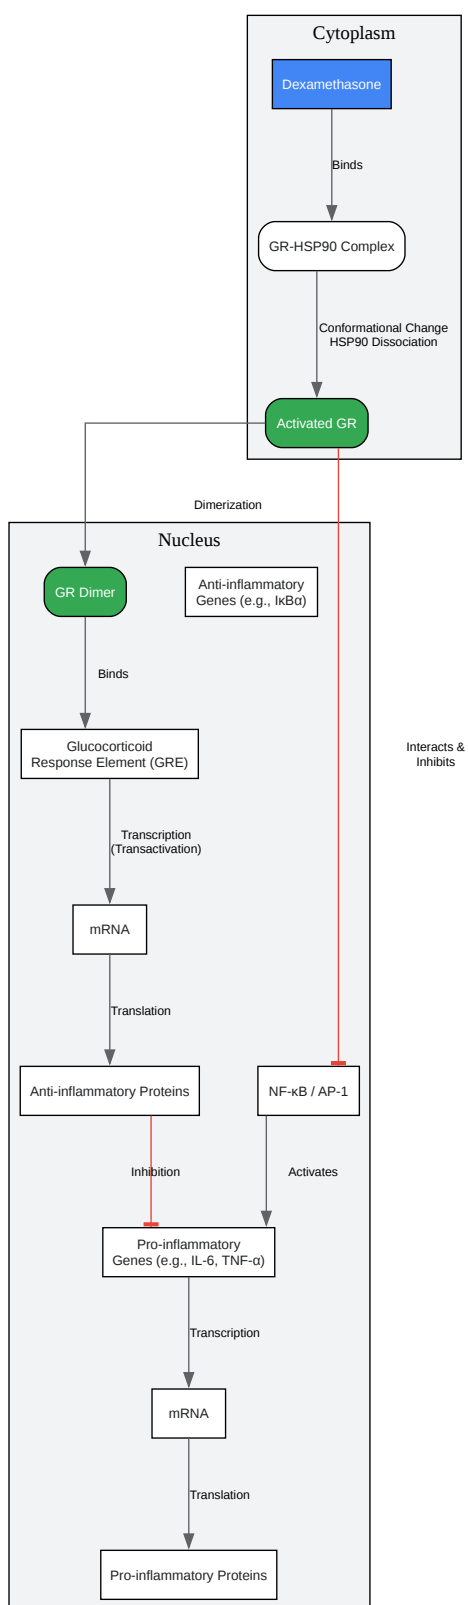 Cytoplasm
Dexamethasone
Binds
GR-HSP90 Complex
Conformational Change
HSP90 Dissociation
Activated GR
Dimerization
Nucleus
GR Dimer
Anti-inflammatory
Genes (e.g., IκBα)
Binds
Glucocorticoid
Response Element (GRE)
Interacts &
Inhibits
Transcription
(Transactivation)
mRNA
Translation
Anti-inflammatory Proteins
NF-κB / AP-1
Inhibition
Activates
Pro-inflammatory
Genes (e.g., IL-6, TNF-α)
Transcription
mRNA
Translation
Pro-inflammatory Proteins